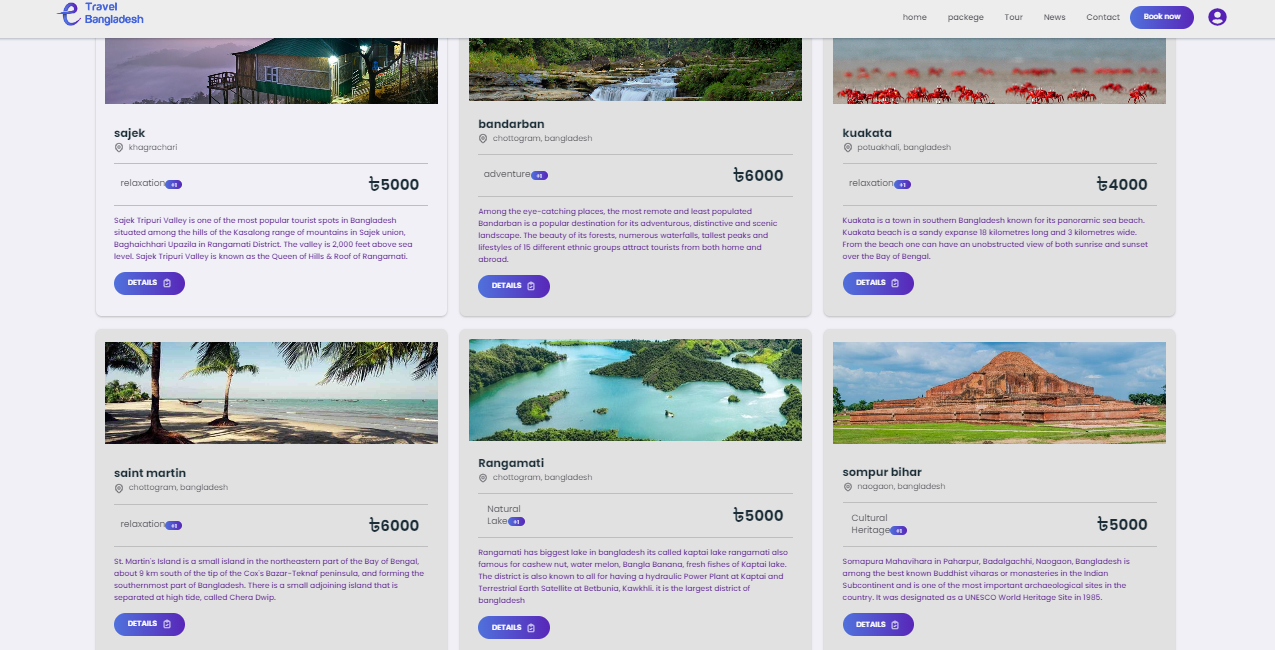 Travel
Bangladesh
home
packege
Tour
News
Contact
Book now
sajek
khagrachari
relaxation
৳5000
Sajek Tripuri Valley is one of the most popular tourist spots in Bangladesh
situated among the hills of the Kasalong range of mountains in Sajek union,
Baghaichhari Upazila in Rangamati District. The valley is 2,000 feet above sea
level. Sajek Tripuri Valley is known as the Queen of Hills & Roof of Rangamati.
DETAILS
bandarban
chottogram, bangladesh
adventure
৳6000
Among the eye-catching places, the most remote and least populated
Bandarban is a popular destination for its adventurous, distinctive and scenic
landscape. The beauty of its forests, numerous waterfalls, tallest peaks and
lifestyles of 15 different ethnic groups attract tourists from both home and
abroad.
DETAILS
kuakata
potuakhali, bangladesh
relaxation
৳4000
Kuakata is a town in southern Bangladesh known for its panoramic sea beach.
Kuakata beach is a sandy expanse 18 kilometres long and 3 kilometres wide.
From the beach one can have an unobstructed view of both sunrise and sunset
over the Bay of Bengal.
DETAILS
saint martin
chottogram, bangladesh
relaxation
৳6000
St. Martin's Island is a small island in the northeastern part of the Bay of Bengal,
about 9 km south of the tip of the Cox's Bazar-Teknaf peninsula, and forming the
southernmost part of Bangladesh. There is a small adjoining island that is
separated at high tide, called Chera Dwip.
DETAILS
Rangamati
chottogram, bangladesh
Natural
Lake
৳5000
Rangamati has biggest lake in bangladesh its called kaptai lake rangamati also
famous for cashew nut, water melon, Bangla Banana, fresh fishes of Kaptai lake.
The district is also known to all for having a hydraulic Power Plant at Kaptai and
Terrestrial Earth Satellite at Betbunia, Kawkhli. it is the largest district of
bangladesh
DETAILS
sompur bihar
naogaon, bangladesh
Cultural
Heritage
৳5000
Somapura Mahavihara in Paharpur, Badalgachhi, Naogaon, Bangladesh is
among the best known Buddhist viharas or monasteries in the Indian
Subcontinent and is one of the most important archaeological sites in the
country. It was designated as a UNESCO World Heritage Site in 1985.
DETAILS